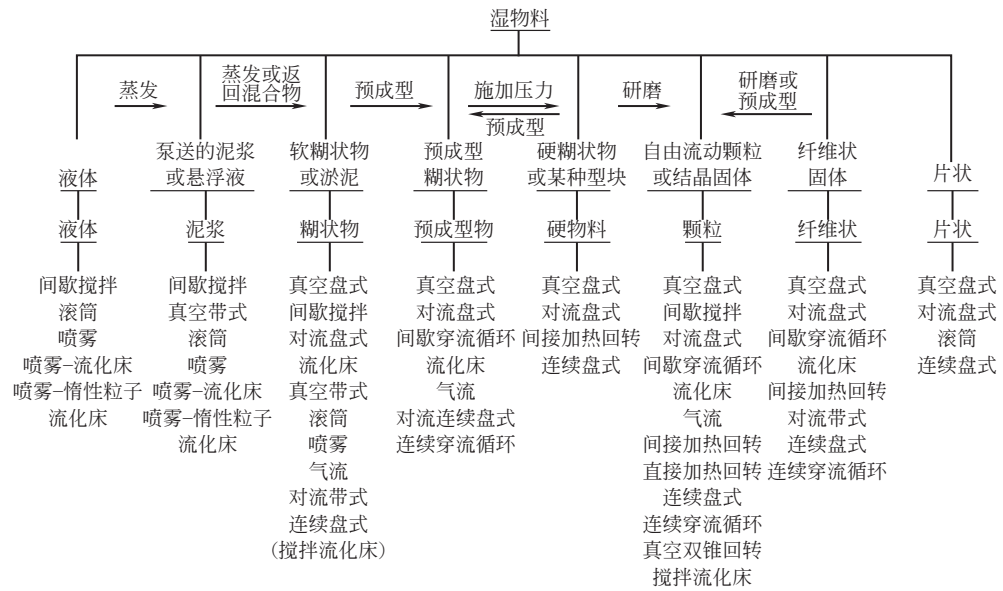 湿物料
蒸发
蒸发或返
回混合物
预成型
施加压力
预成型
研磨
研磨或
预成型
液体
泵送的泥浆
或悬浮液
软糊状物
或淤泥
预成型
糊状物
硬糊状物
或某种型块
自由流动颗粒
或结晶固体
纤维状
固体
片状
液体
间歇搅拌
滚筒
喷雾
喷雾-流化床
喷雾-惰性粒子
流化床
泥浆
间歇搅拌
真空带式
滚筒
喷雾
喷雾-流化床
喷雾-惰性粒子
流化床
糊状物
真空盘式
间歇搅拌
对流盘式
流化床
真空带式
滚筒
喷雾
气流
对流带式
连续盘式
(搅拌流化床)
预成型物
真空盘式
对流盘式
间歇穿流循环
流化床
气流
对流连续盘式
连续穿流循环
硬物料
真空盘式
对流盘式
间接加热回转
连续盘式
颗粒
真空盘式
间歇搅拌
对流盘式
间歇穿流循环
流化床
气流
间接加热回转
直接加热回转
连续盘式
连续穿流循环
真空双锥回转
搅拌流化床
纤维状
真空盘式
对流盘式
间歇穿流循环
流化床
间接加热回转
对流带式
连续盘式
连续穿流循环
片状
真空盘式
对流盘式
滚筒
连续盘式